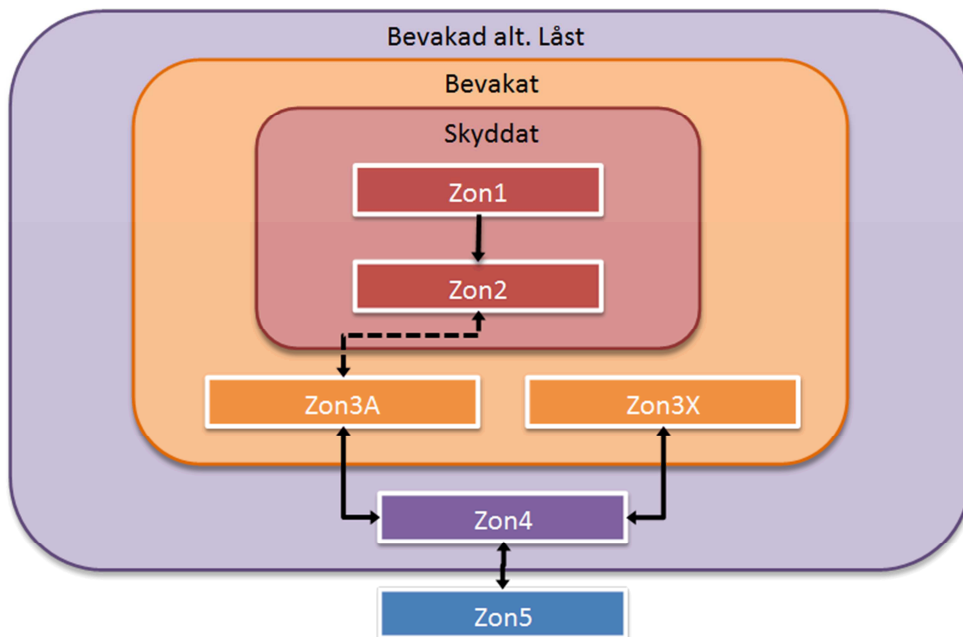 Bevakad alt. Låst
Bevakat
Skyddat
Zon1
Zon2
Zon3A
Zon3X
Zon4
Zon5